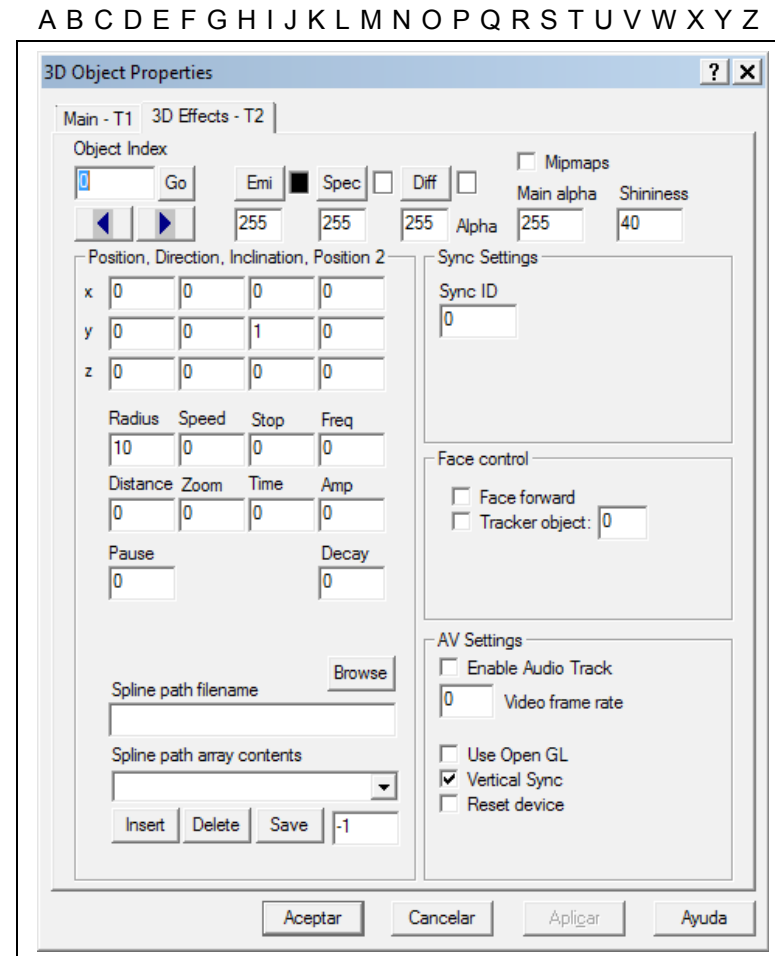 A B C D E F G H I J K L M N O P Q R S T U V W X Y Z
3D Object Properties
Main - T1 3D Effects - T2
Object Index
0 Go Emi Spec Diff Mipmaps
Main alpha Shininess
255 255 255 Alpha 255 40
Position, Direction, Inclination, Position 2
x 0 0 0 0
y 0 0 1 0
z 0 0 0 0
Radius Speed Stop Freq
10 0 0 0
Distance Zoom Time Amp
0 0 0 0
Pause Decay
0 0
Browse
Spline path filename
Spline path array contents
Insert Delete Save -1
Sync Settings
Sync ID
0
Face control
Face forward
Tracker object: 0
AV Settings
Enable Audio Track
0 Video frame rate
Use Open GL
Vertical Sync
Reset device
Aceptar Cancelar Aplicar Ayuda